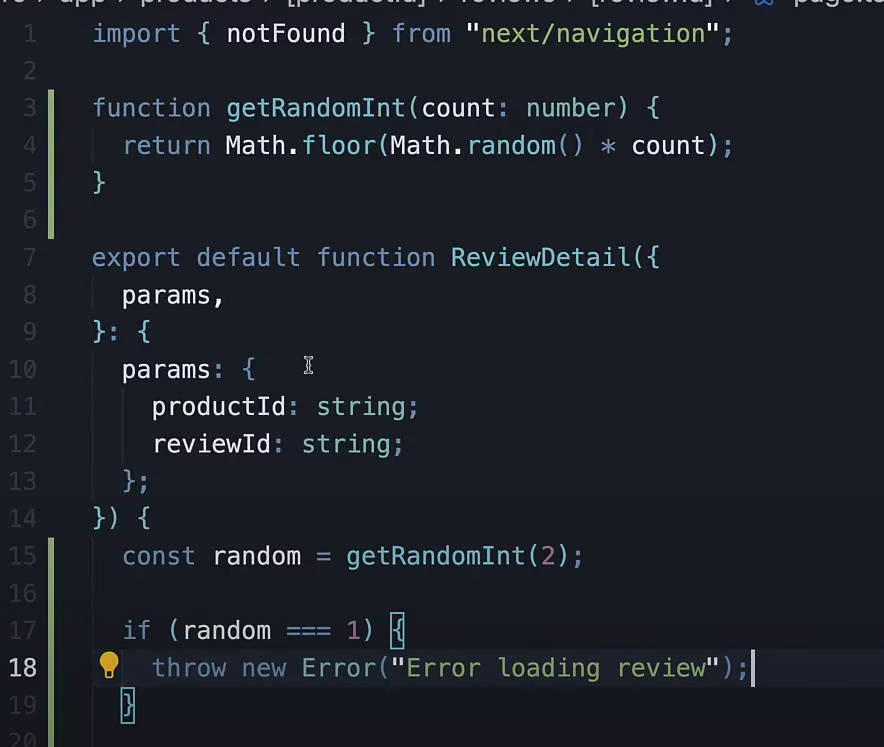 app > products > [productId] > reviews > [reviewId] >
1 import { notFound } from "next/navigation";
2
3 function getRandomInt(count: number) {
4 return Math.floor(Math.random() * count);
5 }
6
7 export default function ReviewDetail({
8 params,
9 }: {
10 params: {
11 productId: string;
12 reviewId: string;
13 };
14 }) {
15 const random = getRandomInt(2);
16
17 if (random === 1) {
18 throw new Error("Error loading review");
19 }
20